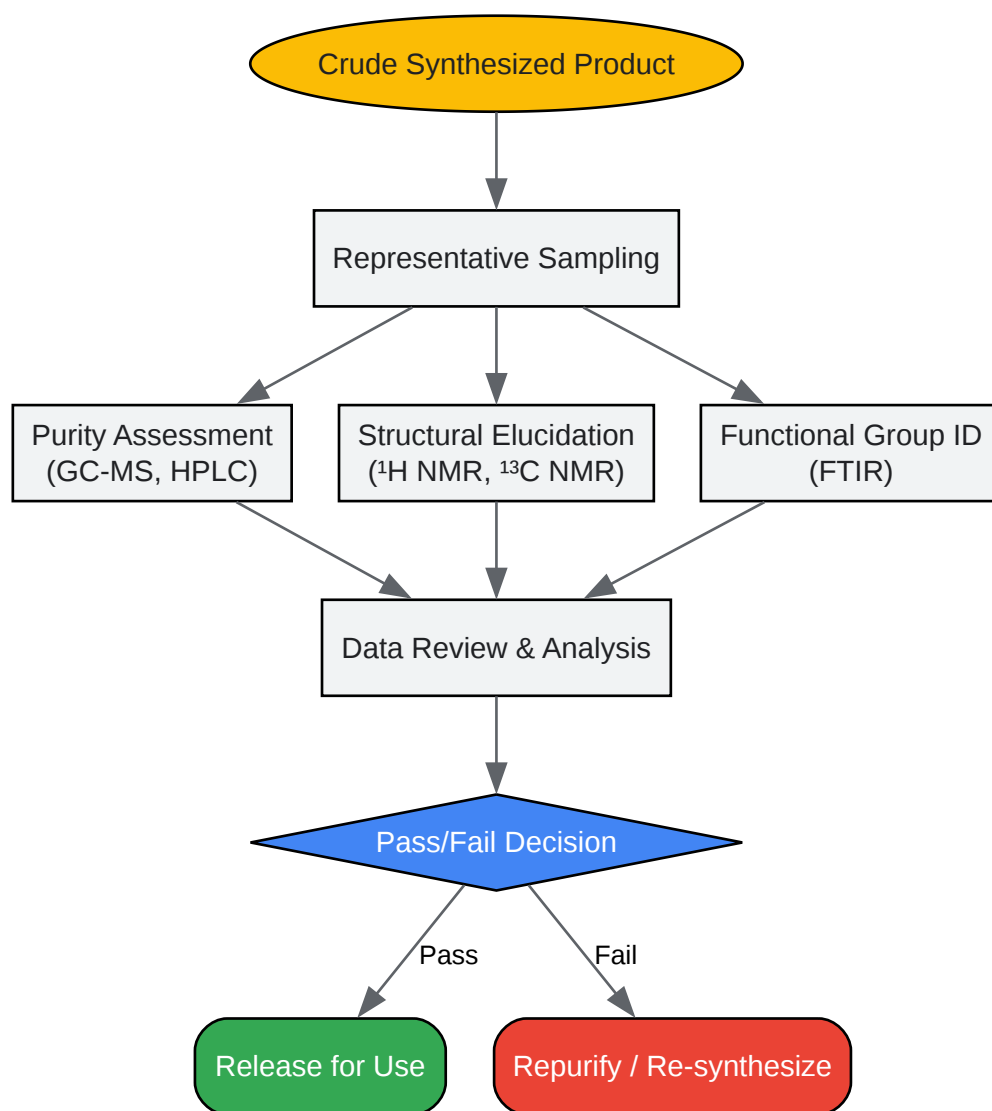 Crude Synthesized Product
Representative Sampling
Purity Assessment
(GC-MS, HPLC)
Structural Elucidation
(¹H NMR, ¹³C NMR)
Functional Group ID
(FTIR)
Data Review & Analysis
Pass/Fail Decision
Pass
Fail
Release for Use
Repurify / Re-synthesize